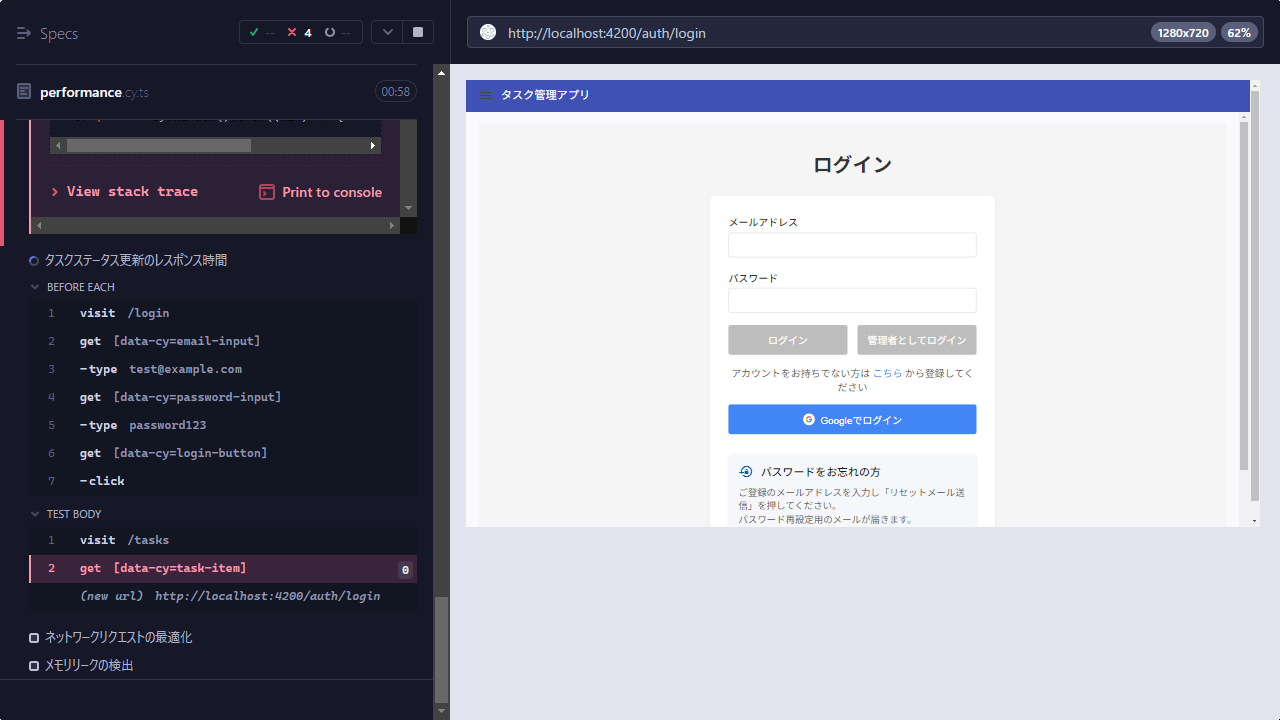 Specs
-- 4 --
http://localhost:4200/auth/login
1280x720
62%
performance.cy.ts
00:58
View stack trace
Print to console
タスクステータス更新のレスポンス時間
BEFORE EACH
1 visit /login
2 get [data-cy=email-input]
3 -type test@example.com
4 get [data-cy=password-input]
5 -type password123
6 get [data-cy=login-button]
7 -click
TEST BODY
1 visit /tasks
2 get [data-cy=task-item] 0
(new url) http://localhost:4200/auth/login
ネットワークリクエストの最適化
メモリリークの検出
タスク管理アプリ
ログイン
メールアドレス
パスワード
ログイン
管理者としてログイン
アカウントをお持ちでない方は こちら から登録してく
ださい
G Googleでログイン
パスワードをお忘れの方
ご登録のメールアドレスを入力し「リセットメール送
信」を押してください。
パスワード再設定用のメールが届きます。